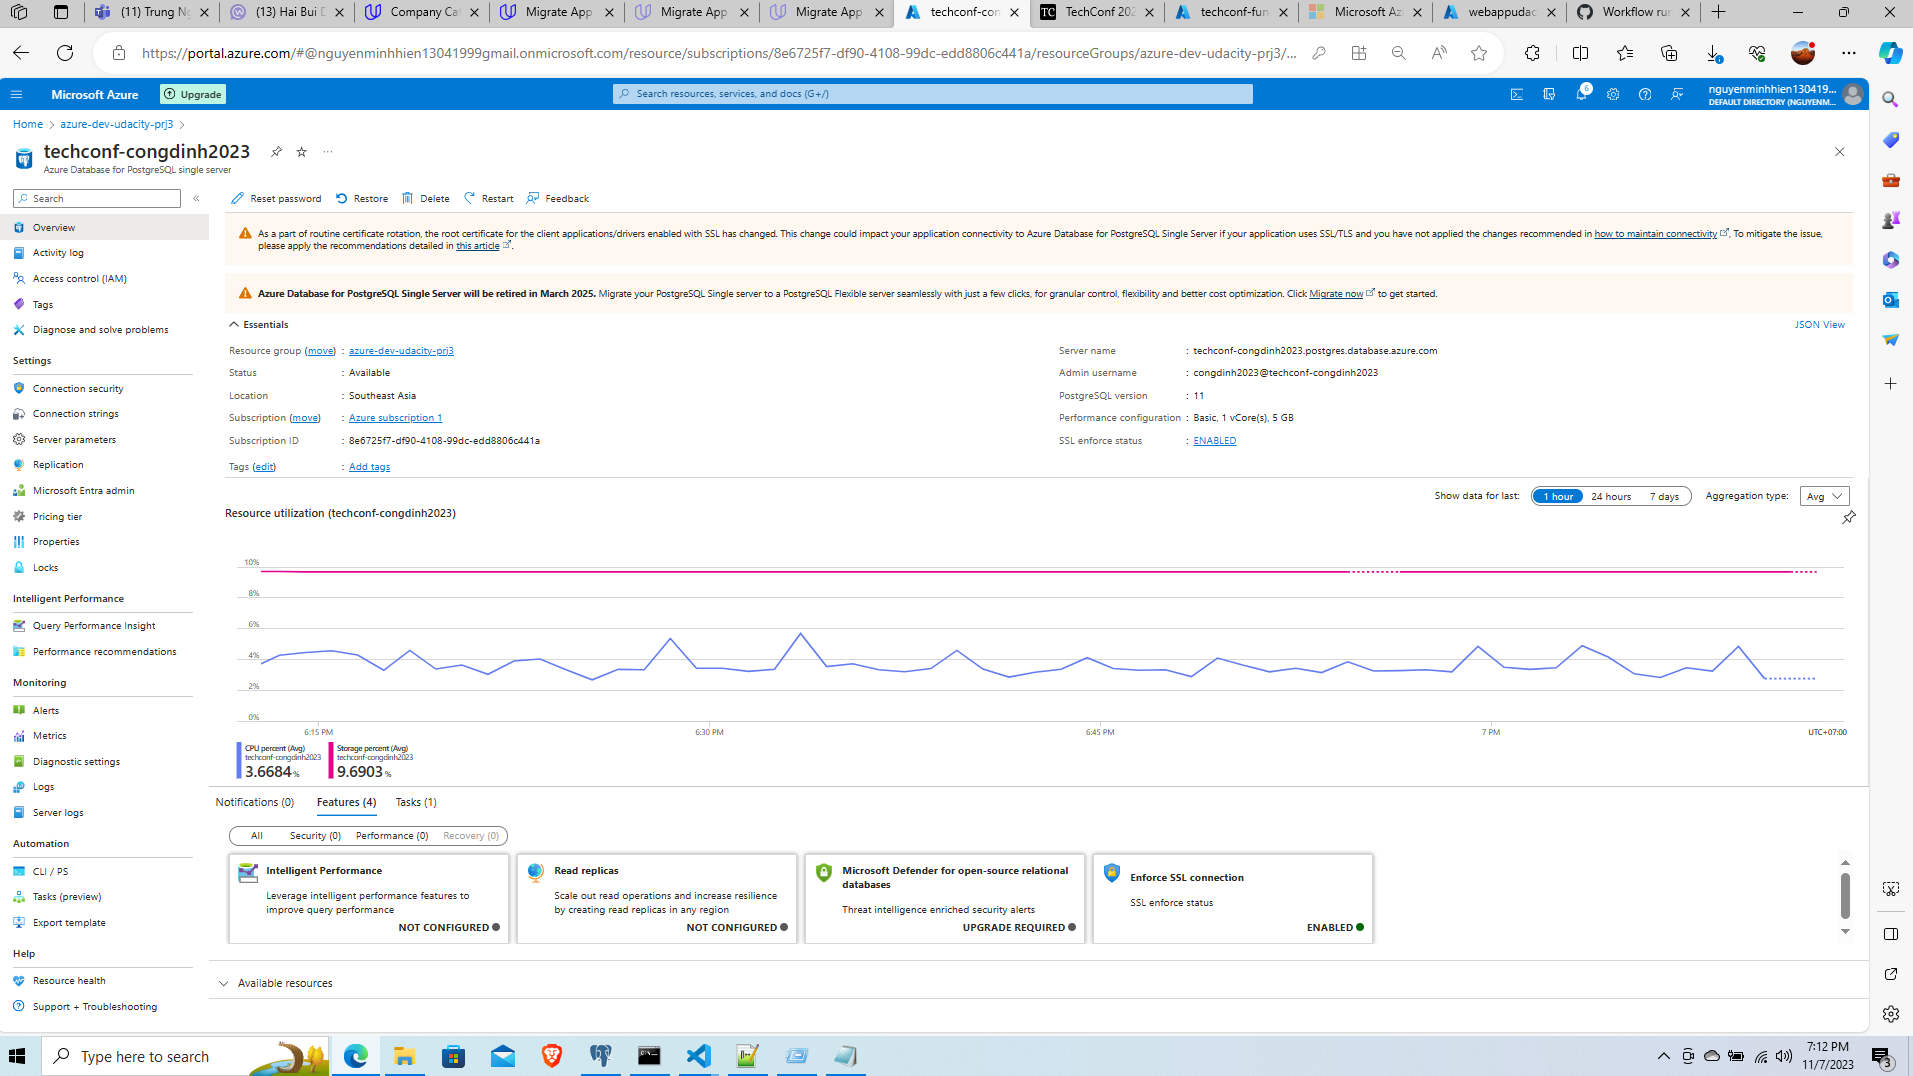 (11) Trung Ng
(13) Hai Bui D
Company Cat
Migrate App
Migrate App
Migrate App
techconf-con
TC
TechConf 202
techconf-fun
Microsoft Az
webappudac
Workflow run
https://portal.azure.com/#@nguyenminhhien13041999gmail.onmicrosoft.com/resource/subscriptions/8e6725f7-df90-4108-99dc-edd8806c441a/resourceGroups/azure-dev-udacity-prj3/...
Microsoft Azure
Upgrade
Search resources, services, and docs (G+/)
6
nguyenminhhien130419...
DEFAULT DIRECTORY (NGUYENM...
Home
azure-dev-udacity-prj3
techconf-congdinh2023
Azure Database for PostgreSQL single server
Search
Overview
Activity log
Access control (IAM)
Tags
Diagnose and solve problems
Settings
Connection security
Connection strings
Server parameters
Replication
Microsoft Entra admin
Pricing tier
Properties
Locks
Intelligent Performance
Query Performance Insight
Performance recommendations
Monitoring
Alerts
Metrics
Diagnostic settings
Logs
Server logs
Automation
CLI / PS
Tasks (preview)
Export template
Help
Resource health
Support + Troubleshooting
Reset password
Restore
Delete
Restart
Feedback
As a part of routine certificate rotation, the root certificate for the client applications/drivers enabled with SSL has changed. This change could impact your application connectivity to Azure Database for PostgreSQL Single Server if your application uses SSL/TLS and you have not applied the changes recommended in how to maintain connectivity. To mitigate the issue,
please apply the recommendations detailed in this article.
Azure Database for PostgreSQL Single Server will be retired in March 2025. Migrate your PostgreSQL Single server to a PostgreSQL Flexible server seamlessly with just a few clicks, for granular control, flexibility and better cost optimization. Click Migrate now to get started.
Essentials
JSON View
Resource group (move) : azure-dev-udacity-prj3
Status : Available
Location : Southeast Asia
Subscription (move) : Azure subscription 1
Subscription ID : 8e6725f7-df90-4108-99dc-edd8806c441a
Tags (edit) : Add tags
Server name : techconf-congdinh2023.postgres.database.azure.com
Admin username : congdinh2023@techconf-congdinh2023
PostgreSQL version : 11
Performance configuration : Basic, 1 vCore(s), 5 GB
SSL enforce status : ENABLED
Show data for last:
1 hour
24 hours
7 days
Aggregation type:
Avg
Resource utilization (techconf-congdinh2023)
10%
8%
6%
4%
2%
0%
6:15 PM
6:30 PM
6:45 PM
7 PM
UTC+07:00
CPU percent (Avg)
techconf-congdinh2023
3.6684 %
Storage percent (Avg)
techconf-congdinh2023
9.6903 %
Notifications (0)
Features (4)
Tasks (1)
All
Security (0)
Performance (0)
Recovery (0)
Intelligent Performance
Leverage intelligent performance features to
improve query performance
NOT CONFIGURED
Read replicas
Scale out read operations and increase resilience
by creating read replicas in any region
NOT CONFIGURED
Microsoft Defender for open-source relational
databases
Threat intelligence enriched security alerts
UPGRADE REQUIRED
Enforce SSL connection
SSL enforce status
ENABLED
Available resources
Type here to search
7:12 PM
11/7/2023
3